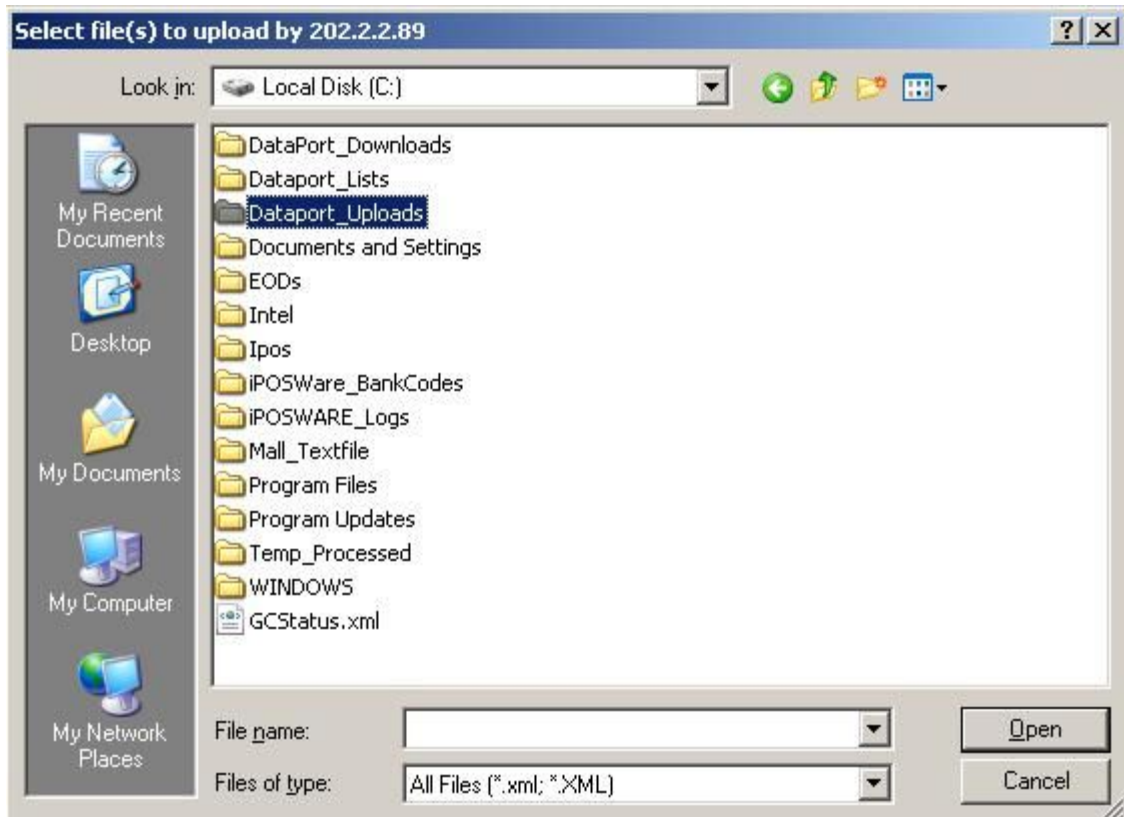 Select file(s) to upload by 202.2.2.89
Look in:
Local Disk (C:)
My Recent
Documents
Desktop
My Documents
My Computer
My Network
Places
DataPort_Downloads
Dataport_Lists
Dataport_Uploads
Documents and Settings
EODs
Intel
Ipos
iPOSWare_BankCodes
iPOSWARE_Logs
Mall_Textfile
Program Files
Program Updates
Temp_Processed
WINDOWS
GCStatus.xml
File name:
Open
Files of type:
All Files (*.xml; *.XML)
Cancel